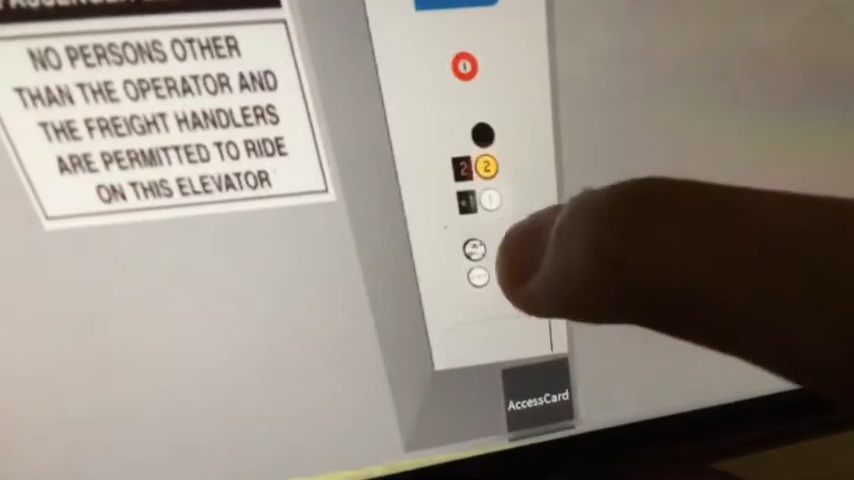 NO PERSONS OTHER
THAN THE OPERATOR AND
THE FREIGHT HANDLERS
ARE PERMITTED TO RIDE
ON THIS ELEVATOR
2 2
1
AccessCard